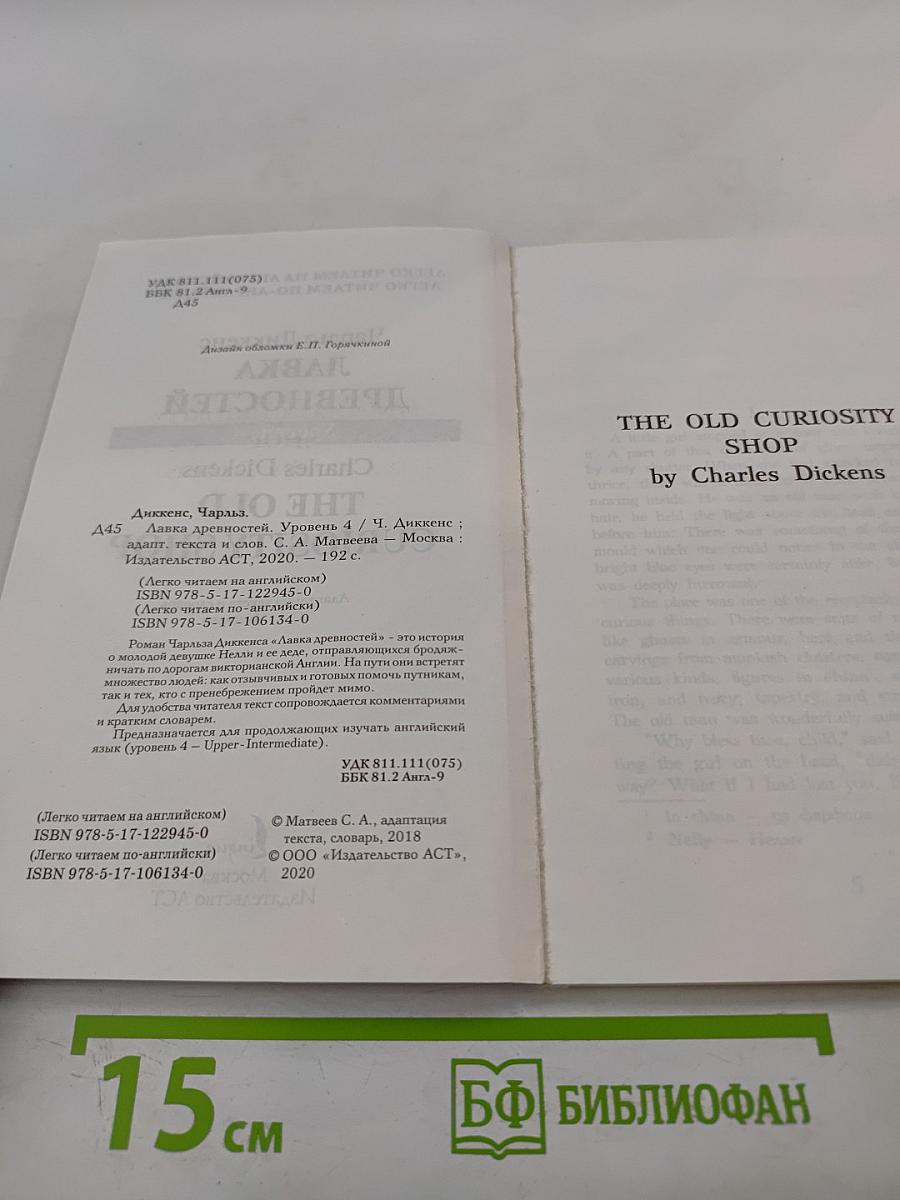 УДК 811.111(075)
ББК 81.2 Англ-9
Д45
Дизайн обложки Е.П. Горячкиной
Диккенс, Чарльз.
Д45 Лавка древностей. Уровень 4 / Ч. Диккенс ;
адапт. текста и слов. С. А. Матвеева — Москва :
Издательство АСТ, 2020. — 192 с.
(Легко читаем на английском)
ISBN 978-5-17-122945-0
(Легко читаем по-английски)
ISBN 978-5-17-106134-0
Роман Чарльза Диккенса «Лавка древностей» - это история
о молодой девушке Нелли и ее деде, отправляющихся бродяж-
ничать по дорогам викторианской Англии. На пути они встретят
множество людей: как отзывчивых и готовых помочь путникам,
так и тех, кто с пренебрежением пройдет мимо.
Для удобства читателя текст сопровождается комментариями
и кратким словарем.
Предназначается для продолжающих изучать английский
язык (уровень 4 – Upper-Intermediate).
УДК 811.111(075)
ББК 81.2 Англ-9
(Легко читаем на английском)
ISBN 978-5-17-122945-0
(Легко читаем по-английски)
ISBN 978-5-17-106134-0
© Матвеев С. А., адаптация
текста, словарь, 2018
© ООО «Издательство АСТ»,
2020
THE OLD CURIOSITY
SHOP
by Charles Dickens
15 см
БФ БИБЛИОФАН